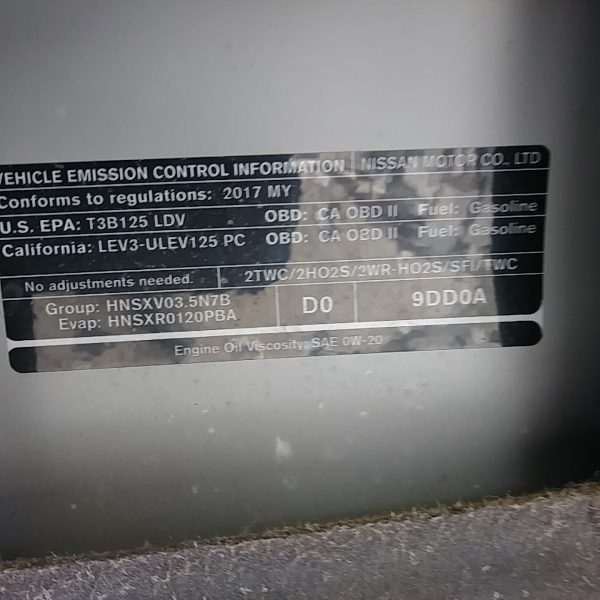 VEHICLE EMISSION CONTROL INFORMATION NISSAN MOTOR CO., LTD
Conforms to regulations: 2017 MY
U.S. EPA: T3B125 LDV OBD: CA OBD II Fuel: Gasoline
California: LEV3-ULEV125 PC OBD: CA OBD II Fuel: Gasoline
No adjustments needed. 2TWC/2HO2S/2WR-HO2S/SFI/TWC
Group: HNSXV03.5N7B D0 9DD0A
Evap: HNSXR0120PBA
Engine Oil Viscosity: SAE 0W-20